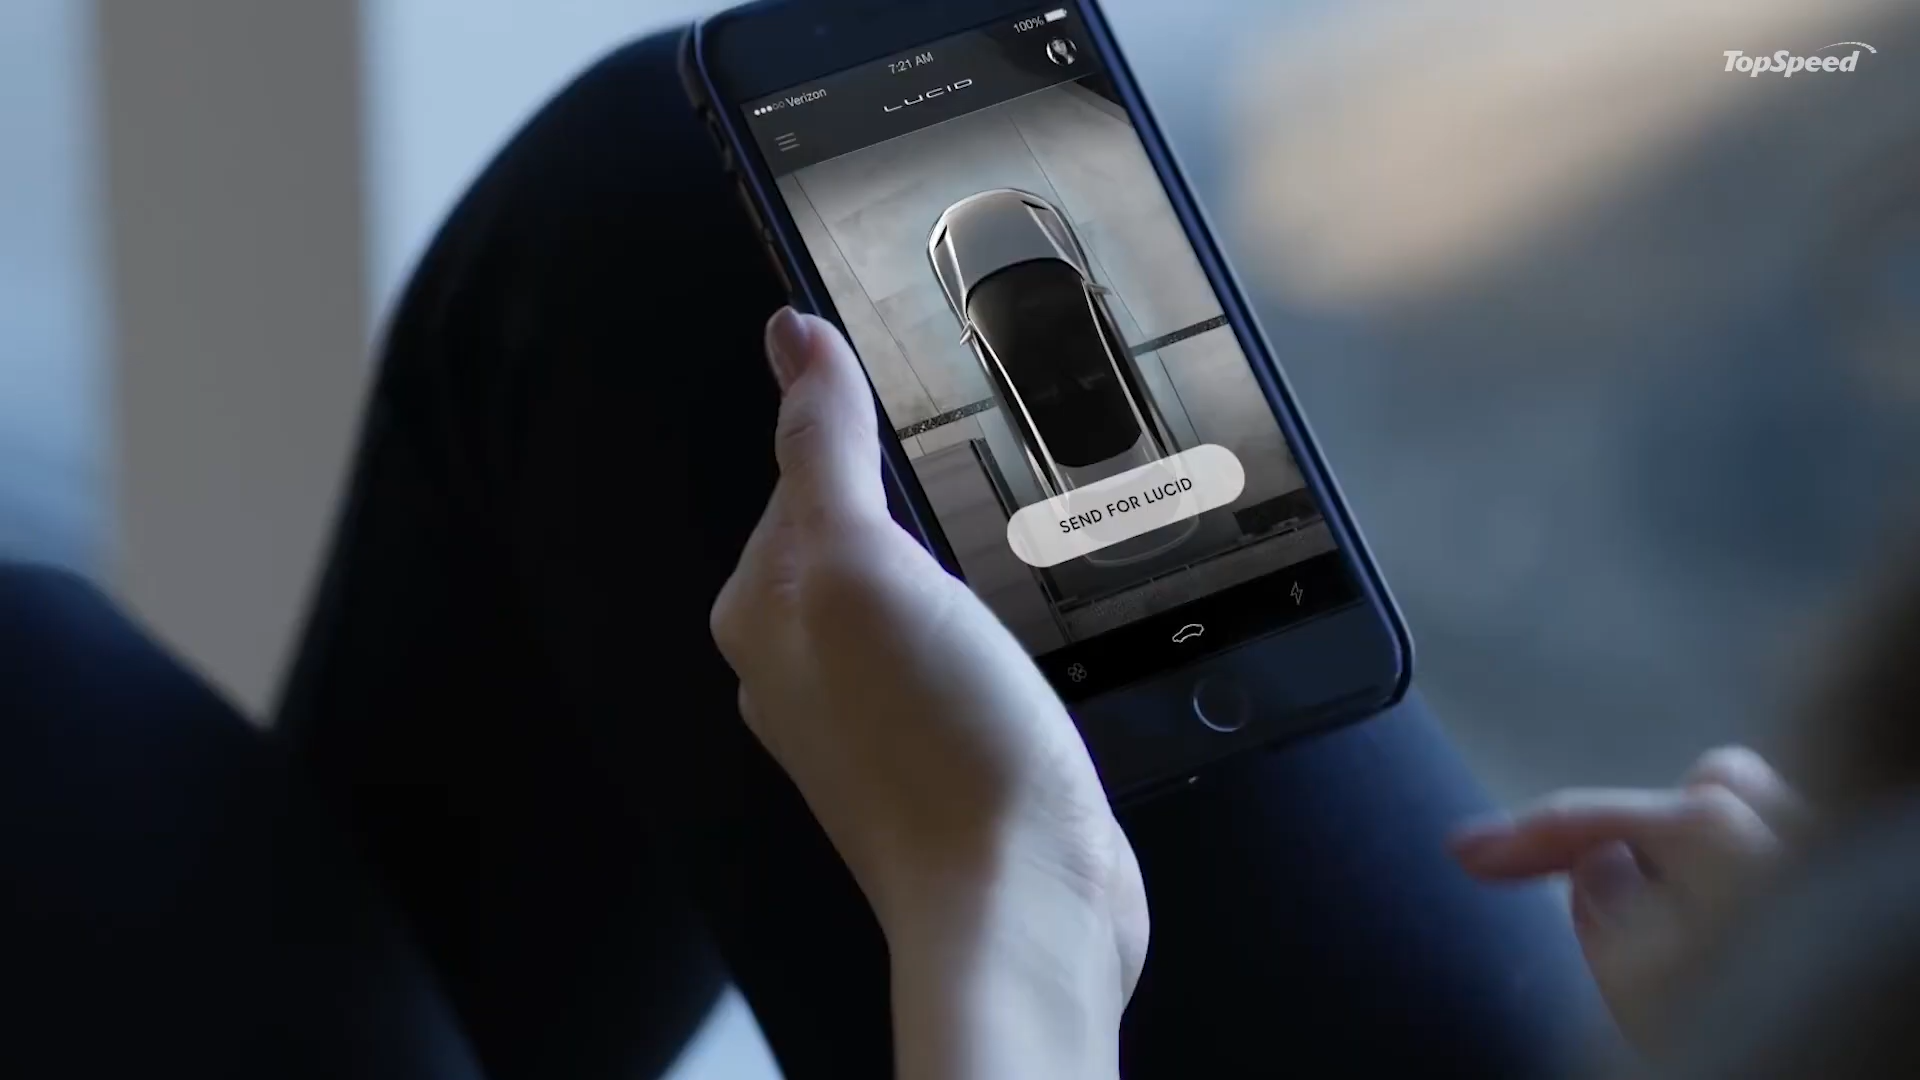 TopSpeed
100%
7:21 AM
Verizon
LUCID
SEND FOR LUCID